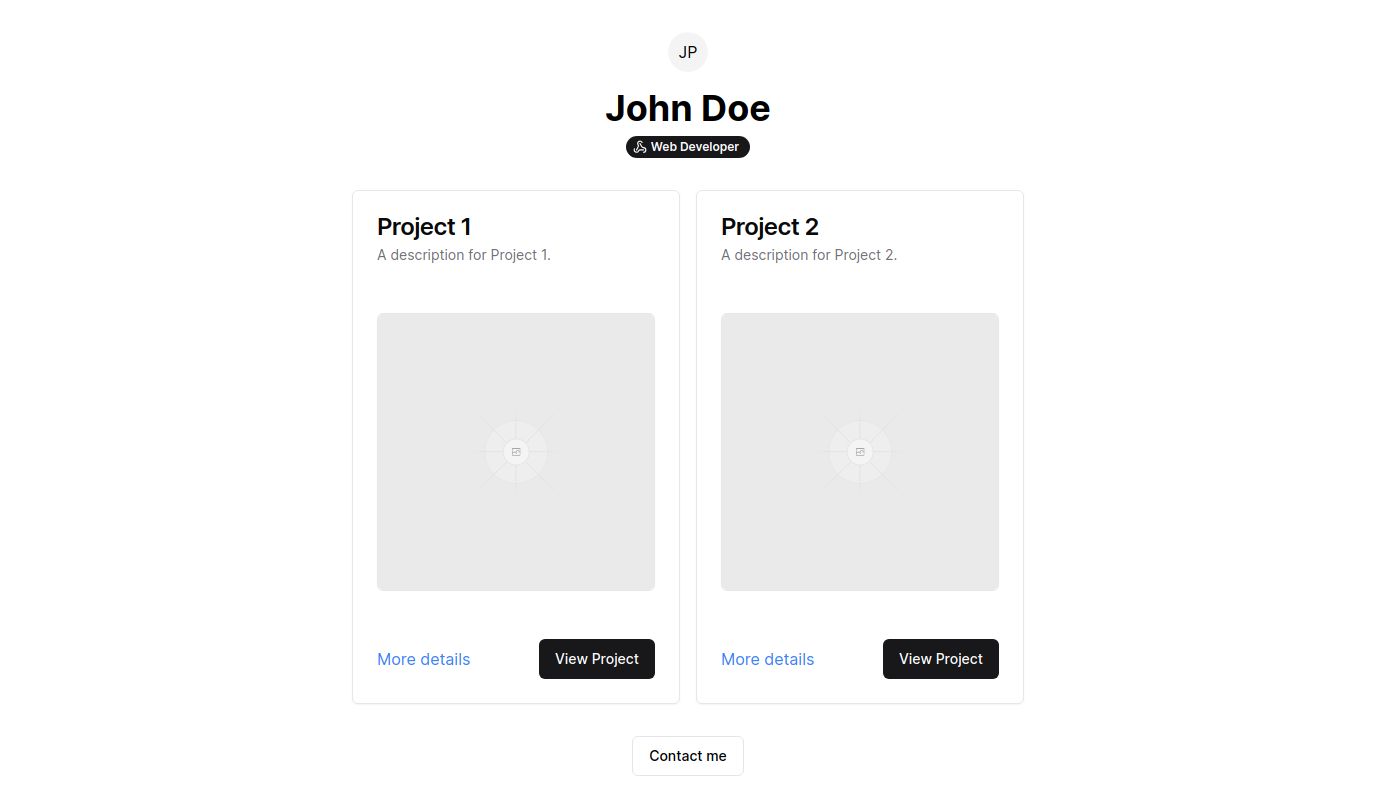 JP
John Doe
Web Developer
Project 1
A description for Project 1.
More details
View Project
Project 2
A description for Project 2.
More details
View Project
Contact me